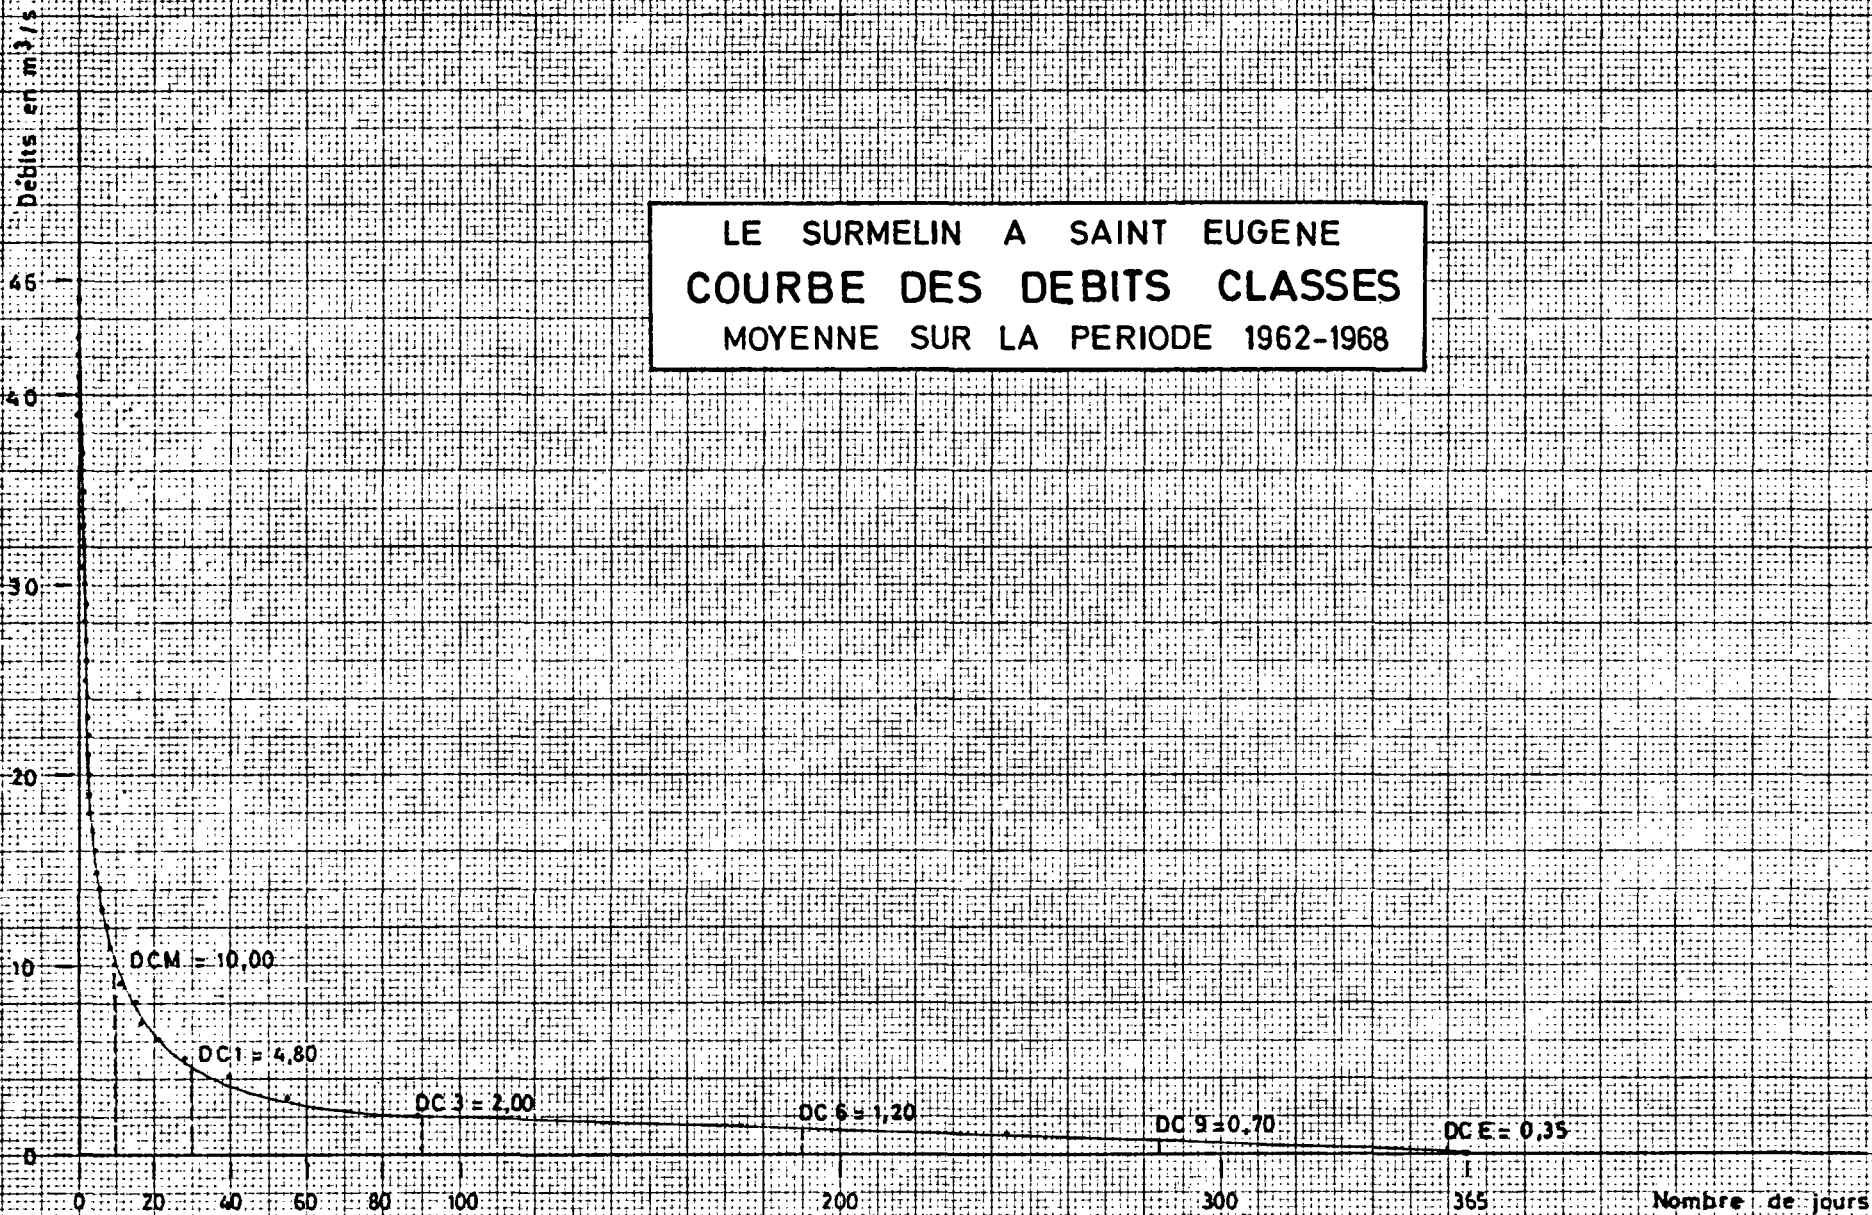 Débits en m³/s
LE SURMELIN A SAINT EUGENE
COURBE DES DEBITS CLASSES
MOYENNE SUR LA PERIODE 1962-1968
46
40
30
20
10
0
DCM = 10,00
DC1 = 4,80
DC 3 = 2,00
DC 6 = 1,20
DC 9 = 0,70
DC E = 0,35
0 20 40 60 80 100 200 300 365 Nombre de jours